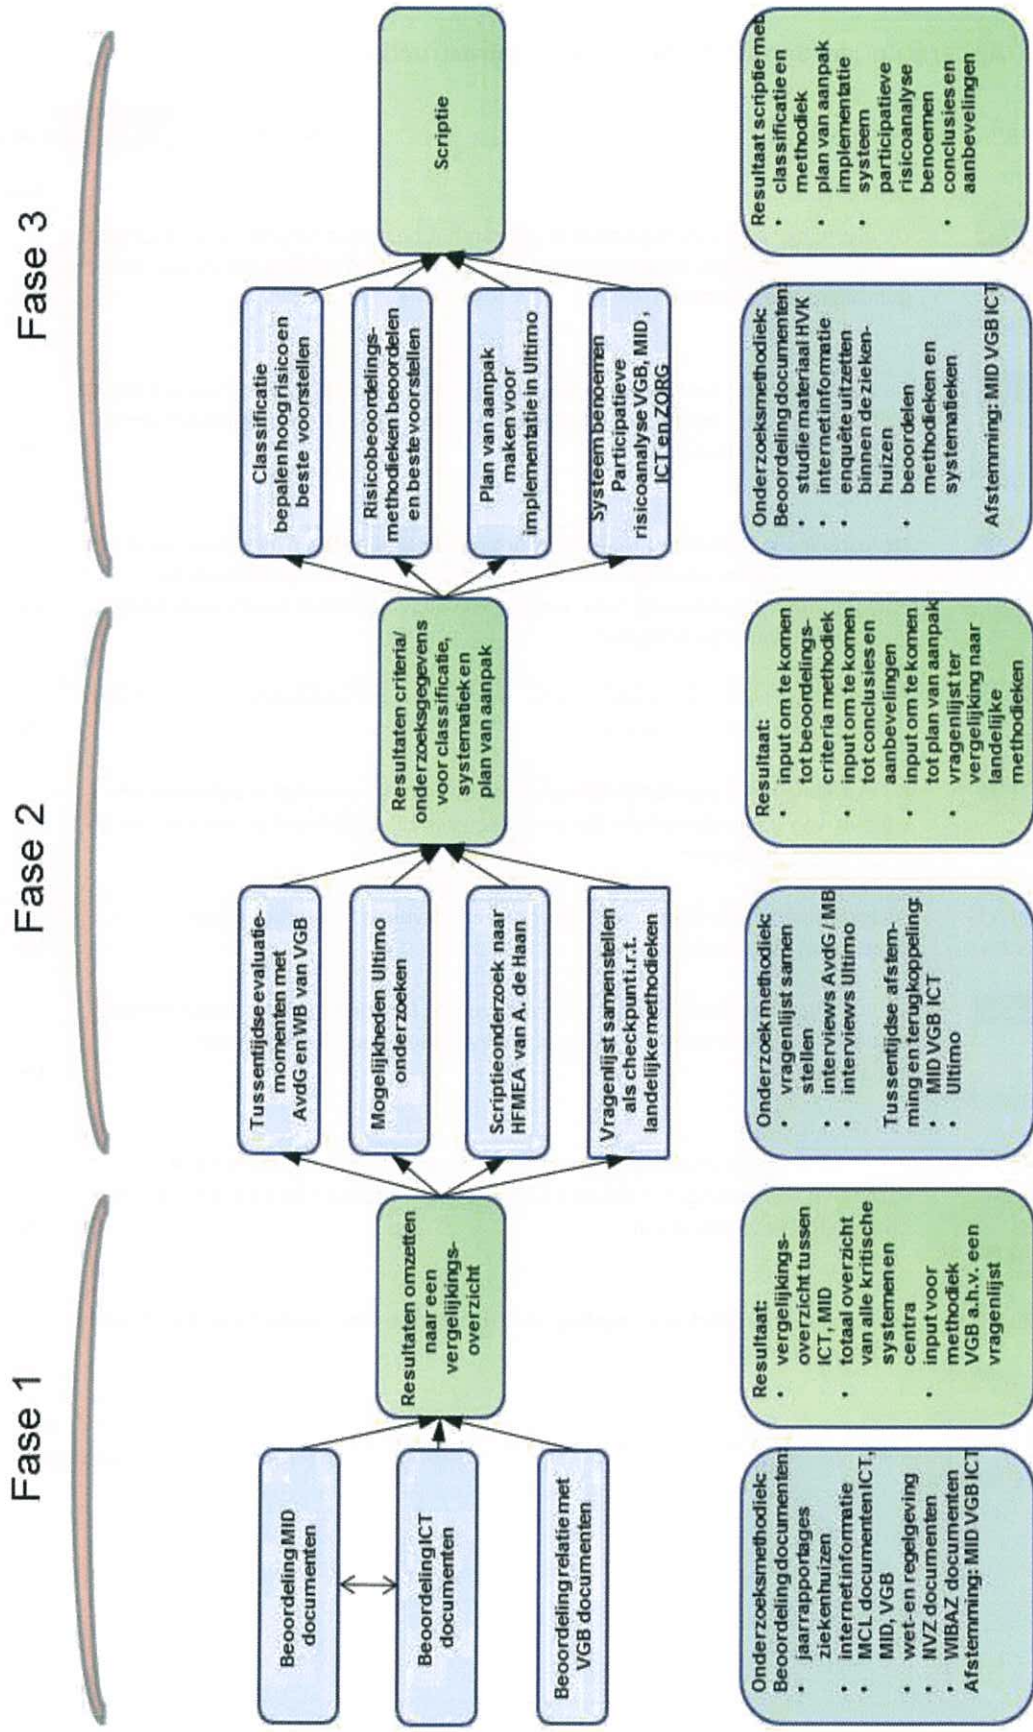 Fase 1
Fase 2
Fase 3
Beoordeling MID
documenten
Beoordeling ICT
documenten
Beoordeling relatie met
VGB documenten
Resultaten omzetten
naar een
vergelijkings-
overzicht
Tussentijdse evaluatie-
momenten met
AvdG en WB van VGB
Mogelijkheden Ultimo
onderzoeken
Scriptieonderzoek naar
HFMEA van A. de Haan
Vragenlijst samenstellen
als checkpunt i.r.t.
landelijke methodieken
Resultaten criteria/
onderzoeksgegevens
voor classificatie,
systematiek en
plan van aanpak
Classificatie
bepalen hoog risico en
beste voorstellen
Risicobeoordelings-
methodieken beoordelen
en beste voorstellen
Plan van aanpak
maken voor
implementatie in Ultimo
Systeem benoemen
Participatieve
risicoanalyse VGB, MID,
ICT en ZORG
Scriptie
Onderzoeksmethodiek:
Beoordeling documenten:
• jaarrapportages
ziekenhuizen
• internet informatie
• MCL documenten ICT,
MID, VGB
• wet- en regelgeving
• NVZ documenten
• WIBAZ documenten
Afstemming: MID VGB ICT
Resultaat:
• vergelijkings-
overzicht tussen
ICT, MID
• totaal overzicht
van alle kritische
systemen en
centra
• input voor
methodiek
VGB a.h.v. een
vragenlijst
Onderzoek methodiek:
• vragenlijst samen
stellen
• interviews AvdG / MB
• interviews Ultimo
Tussentijdse afstem-
ming en terugkoppeling:
• MID VGB ICT
• Ultimo
Resultaat:
• input om te komen
tot beoordelings-
criteria methodiek
• input om te komen
tot conclusies en
aanbevelingen
• input om te komen
tot plan van aanpak
• vragenlijst ter
vergelijking naar
landelijke
methodieken
Onderzoeksmethodiek:
Beoordeling documenten:
• studie materiaal HVK
• internet informatie
• enquête uitzetten
binnen de zieken-
huizen
• beoordelen
methodieken en
systematieken
Afstemming: MID VGB ICT
Resultaat scriptie met:
• classificatie en
methodiek
• plan van aanpak
implementatie
• systeem
participatieve
risicoanalyse
benoemen
• conclusies en
aanbevelingen